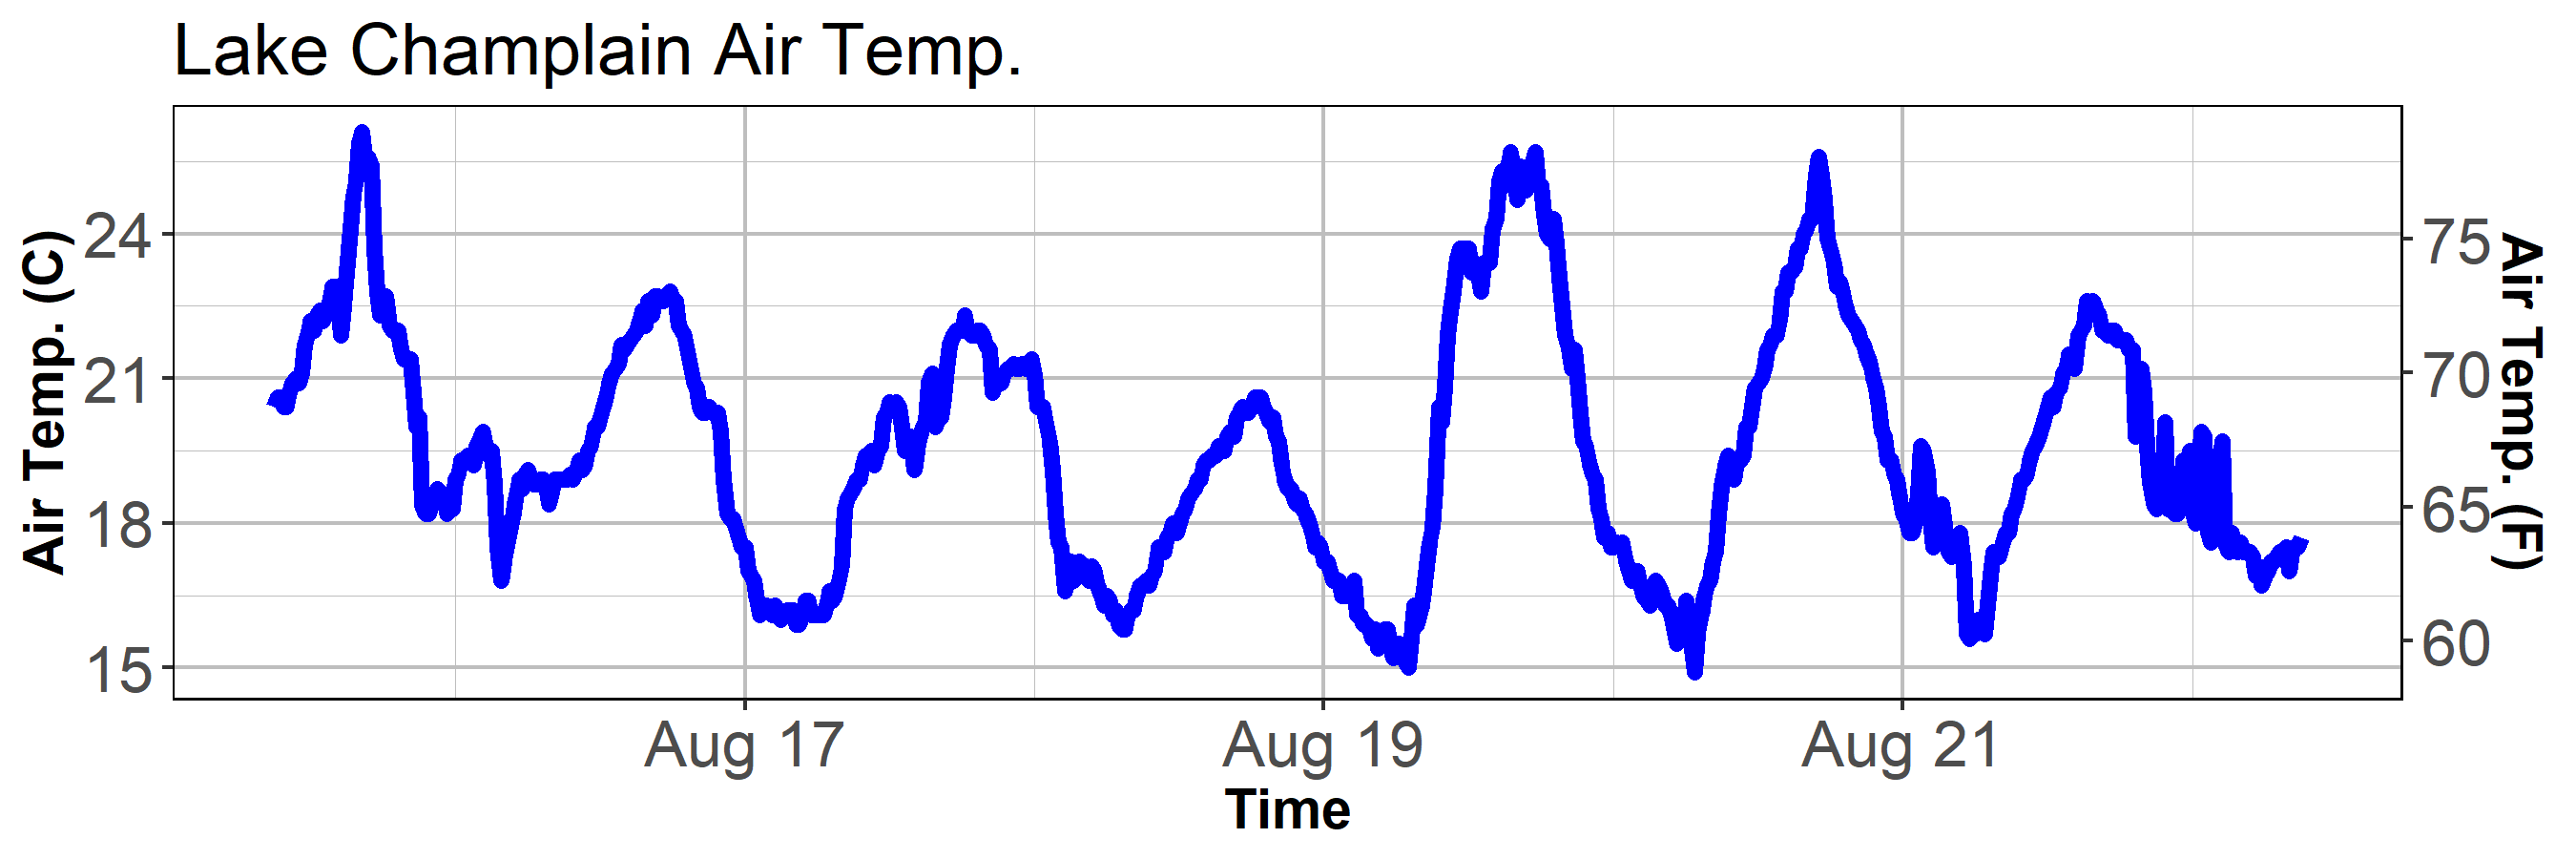 Lake Champlain Air Temp.
Air Temp. (C)
24
21
18
15
75
70
65
60
Air Temp. (F)
Aug 17
Aug 19
Aug 21
Time